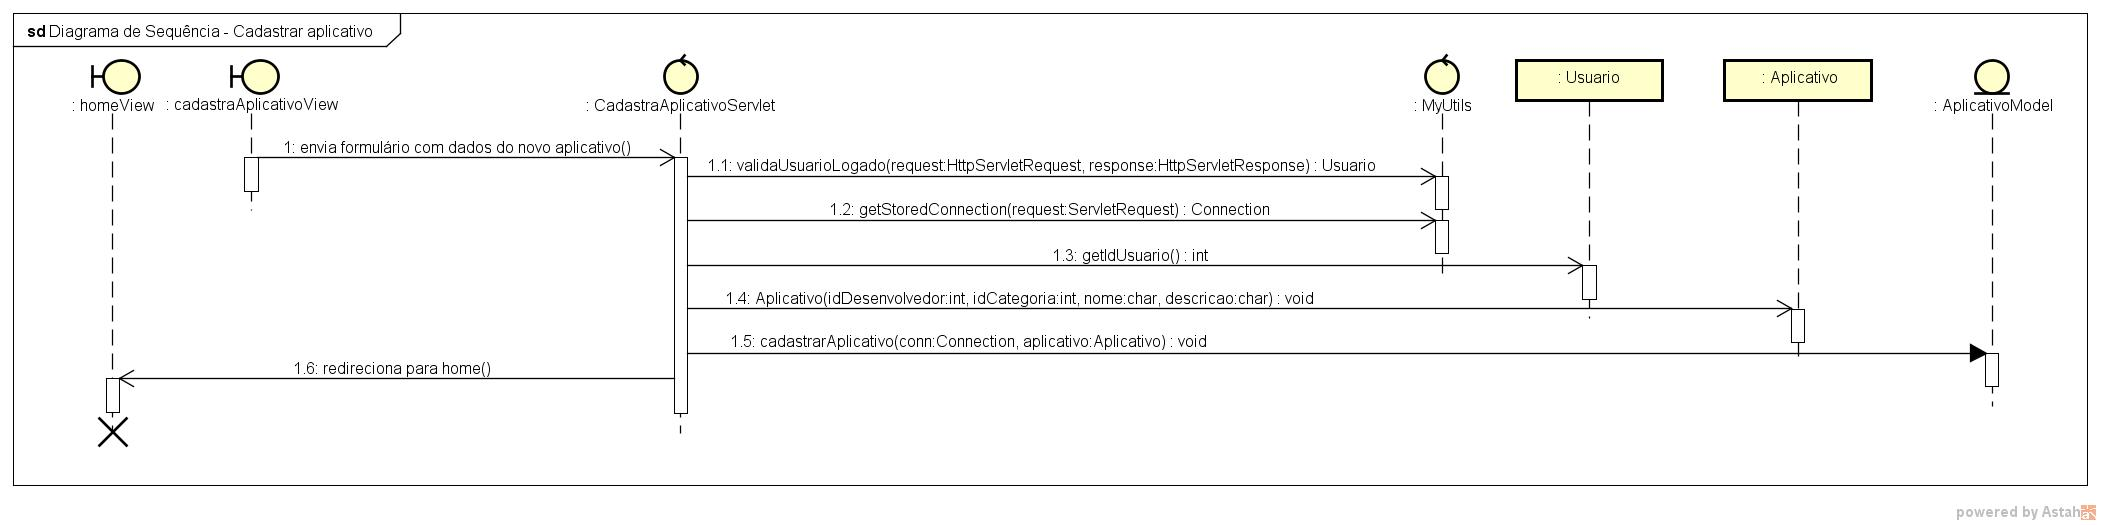 sd Diagrama de Sequência - Cadastrar aplicativo
: homeView
: cadastraAplicativoView
: CadastraAplicativoServlet
: MyUtils
: Usuario
: Aplicativo
: AplicativoModel
1: envia formulário com dados do novo aplicativo()
1.1: validaUsuarioLogado(request:HttpServletRequest, response:HttpServletResponse) : Usuario
1.2: getStoredConnection(request:ServletRequest) : Connection
1.3: getIdUsuario() : int
1.4: Aplicativo(idDesenvolvedor:int, idCategoria:int, nome:char, descricao:char) : void
1.5: cadastrarAplicativo(conn:Connection, aplicativo:Aplicativo) : void
1.6: redireciona para home()
powered by Astah